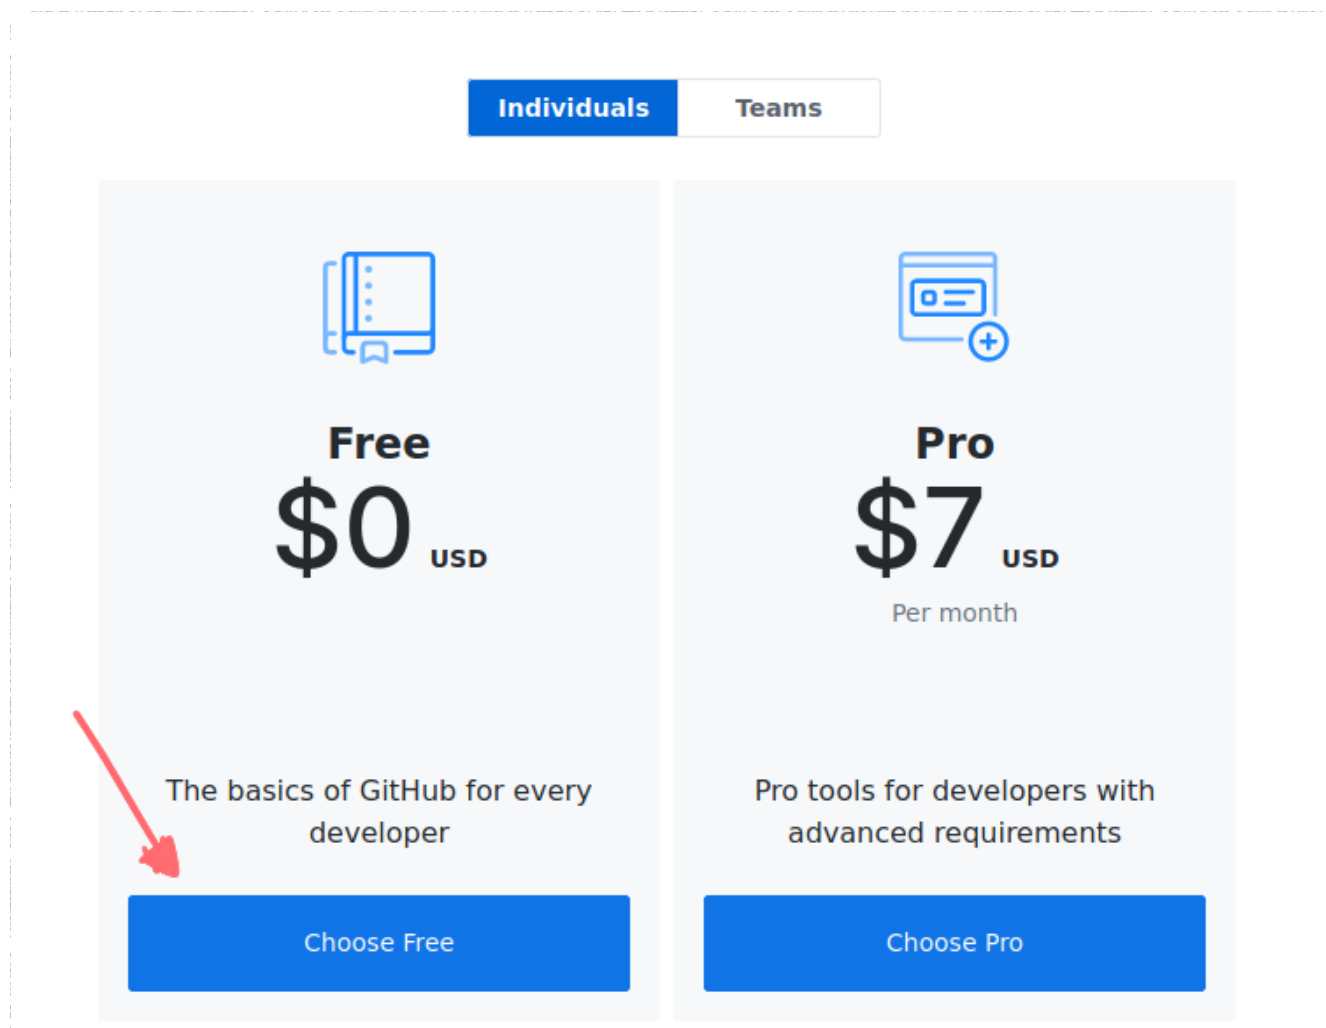 Individuals Teams
Free
$0 USD
The basics of GitHub for every
developer
Choose Free
Pro
$7 USD
Per month
Pro tools for developers with
advanced requirements
Choose Pro